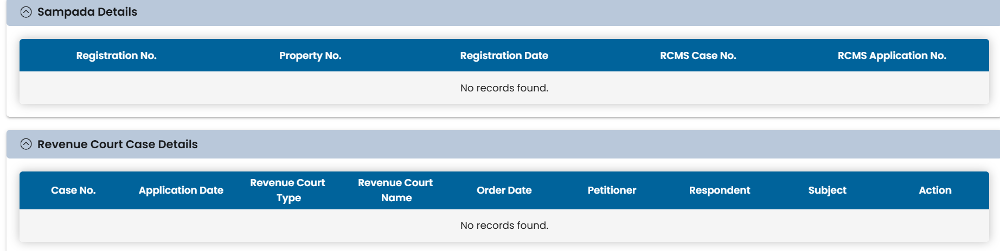 Sampada Details
Registration No. Property No. Registration Date RCMS Case No. RCMS Application No.
No records found.
Revenue Court Case Details
Case No. Application Date Revenue Court Type Revenue Court Name Order Date Petitioner Respondent Subject Action
No records found.